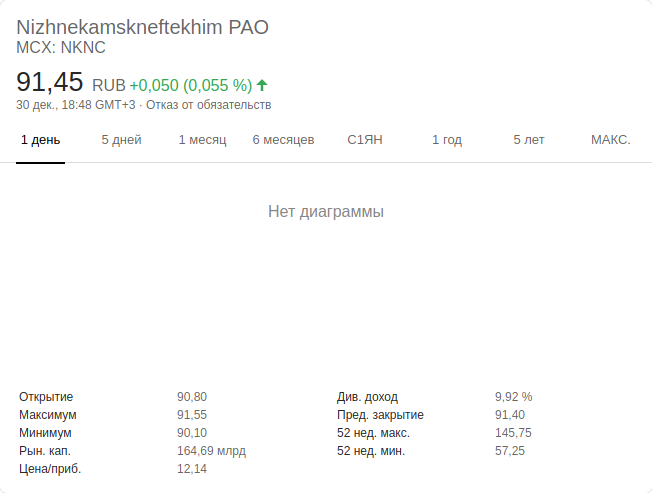 Nizhnekamskneftekhim PAO
MCX: NKNC
91,45 RUB +0,050 (0,055 %)
30 дек., 18:48 GMT+3 · Отказ от обязательств
1 день 5 дней 1 месяц 6 месяцев С1ЯН 1 год 5 лет МАКС.
Нет диаграммы
Открытие 90,80 Див. доход 9,92 %
Максимум 91,55 Пред. закрытие 91,40
Минимум 90,10 52 нед. макс. 145,75
Рын. кап. 164,69 млрд 52 нед. мин. 57,25
Цена/приб. 12,14